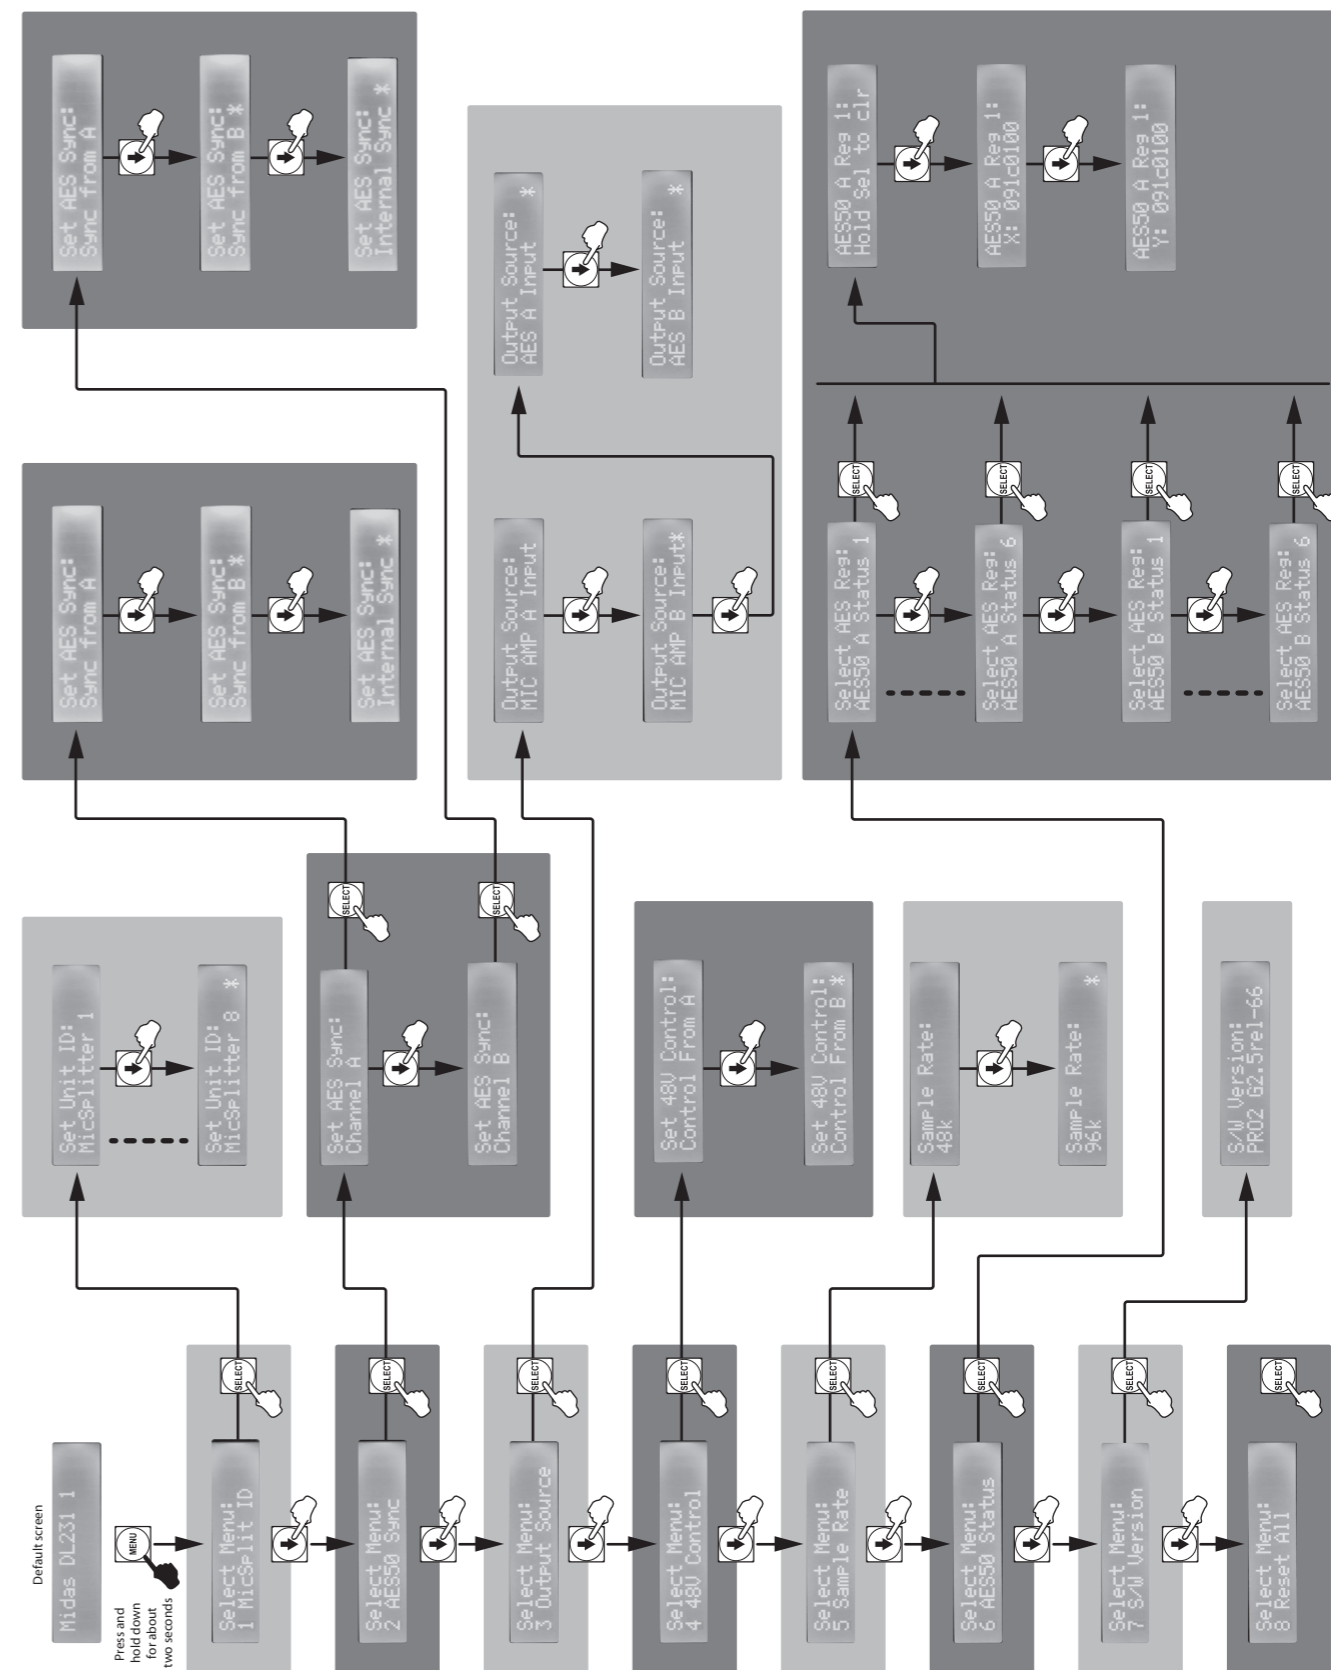 Default screen
Midas DL231 1
MENU
Press and
hold down
for about
two seconds
Select Menu:
1 MicSplit ID
SELECT
Select Menu:
2 AES50 Sync
SELECT
Select Menu:
3 Output Source
SELECT
Select Menu:
4 48V Control
SELECT
Select Menu:
5 Sample Rate
SELECT
Select Menu:
6 AES50 Status
SELECT
Select Menu:
7 S/W Version
SELECT
Select Menu:
8 Reset All
SELECT
Set Unit ID:
MicSplitter 1
Set Unit ID:
MicSplitter 8 *
Set AES Sync:
Channel A
SELECT
Set AES Sync:
Channel B
SELECT
Set 48V Control:
Control From A
Set 48V Control:
Control From B *
Sample Rate:
48k
Sample Rate:
96k *
S/W Version:
PRO2 G2.5rel-66
Set AES Sync:
Sync from A
Set AES Sync:
Sync from B *
Set AES Sync:
Internal Sync *
Output Source:
MIC AMP A Input
Output Source:
MIC AMP B Input*
Select AES Reg:
AES50 A Status 1
SELECT
Select AES Reg:
AES50 A Status 6
SELECT
Select AES Reg:
AES50 B Status 1
SELECT
Select AES Reg:
AES50 B Status 6
SELECT
Set AES Sync:
Sync from A
Set AES Sync:
Sync from B *
Set AES Sync:
Internal Sync *
Output Source:
AES A Input *
Output Source:
AES B Input *
AES50 A Reg 1:
Hold Sel to clr
AES50 A Reg 1:
X: 091c0100
AES50 A Reg 1:
Y: 091c0100